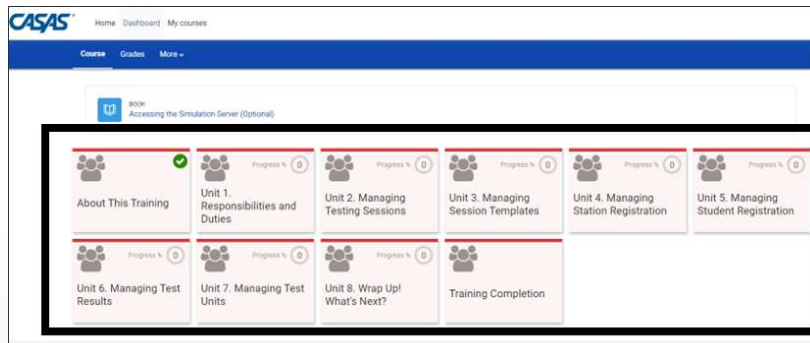 CASAS
Home Dashboard My courses
Course Grades More
BOOK
Accessing the Simulation Server (Optional)
About This Training
Progress % 0
Unit 1.
Responsibilities and
Duties
Progress % 0
Unit 2. Managing
Testing Sessions
Progress % 0
Unit 3. Managing
Session Templates
Progress % 0
Unit 4. Managing
Station Registration
Progress % 0
Unit 5. Managing
Student Registration
Progress % 0
Unit 6. Managing Test
Results
Progress % 0
Unit 7. Managing Test
Units
Progress % 0
Unit 8. Wrap Up!
What's Next?
Training Completion